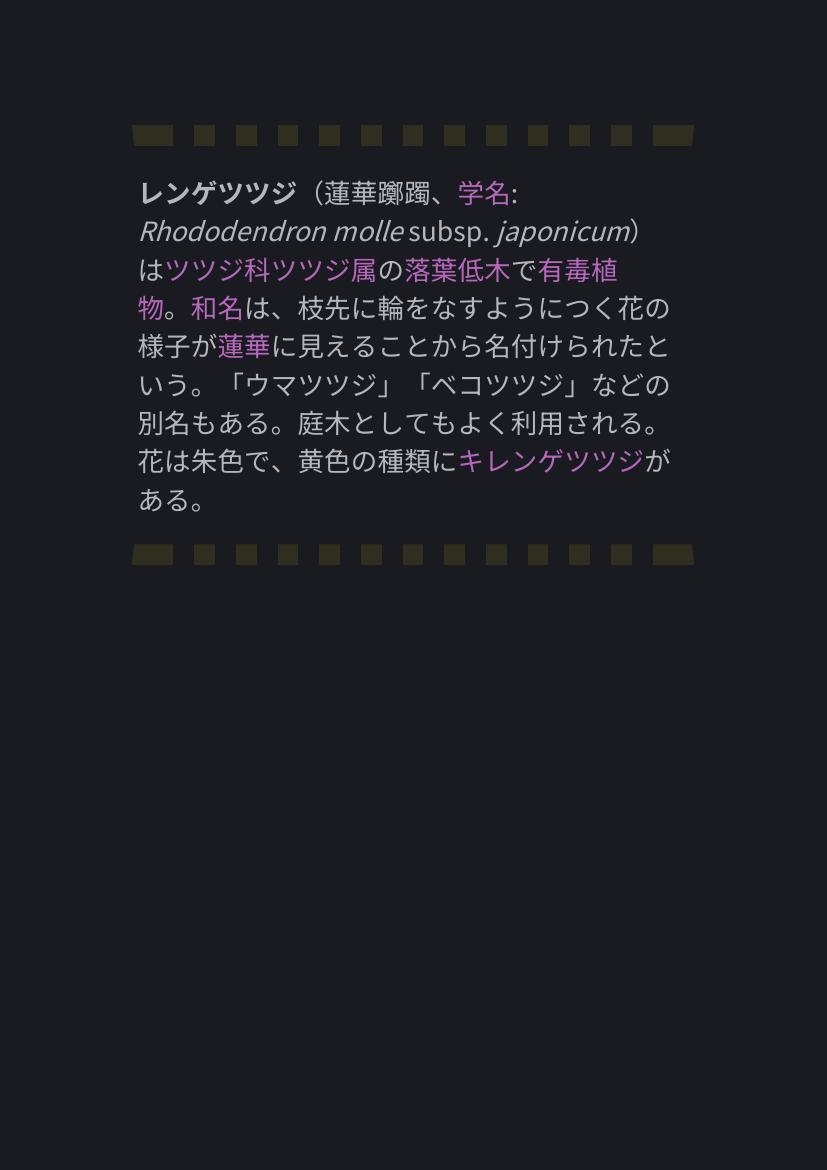 レンゲツツジ（蓮華躑躅、学名:
Rhododendron molle subsp. japonicum）
はツツジ科ツツジ属の落葉低木で有毒植
物。和名は、枝先に輪をなすようにつく花の
様子が蓮華に見えることから名付けられたと
いう。「ウマツツジ」「ベコツツジ」などの
別名もある。庭木としてもよく利用される。
花は朱色で、黄色の種類にキレンゲツツジが
ある。